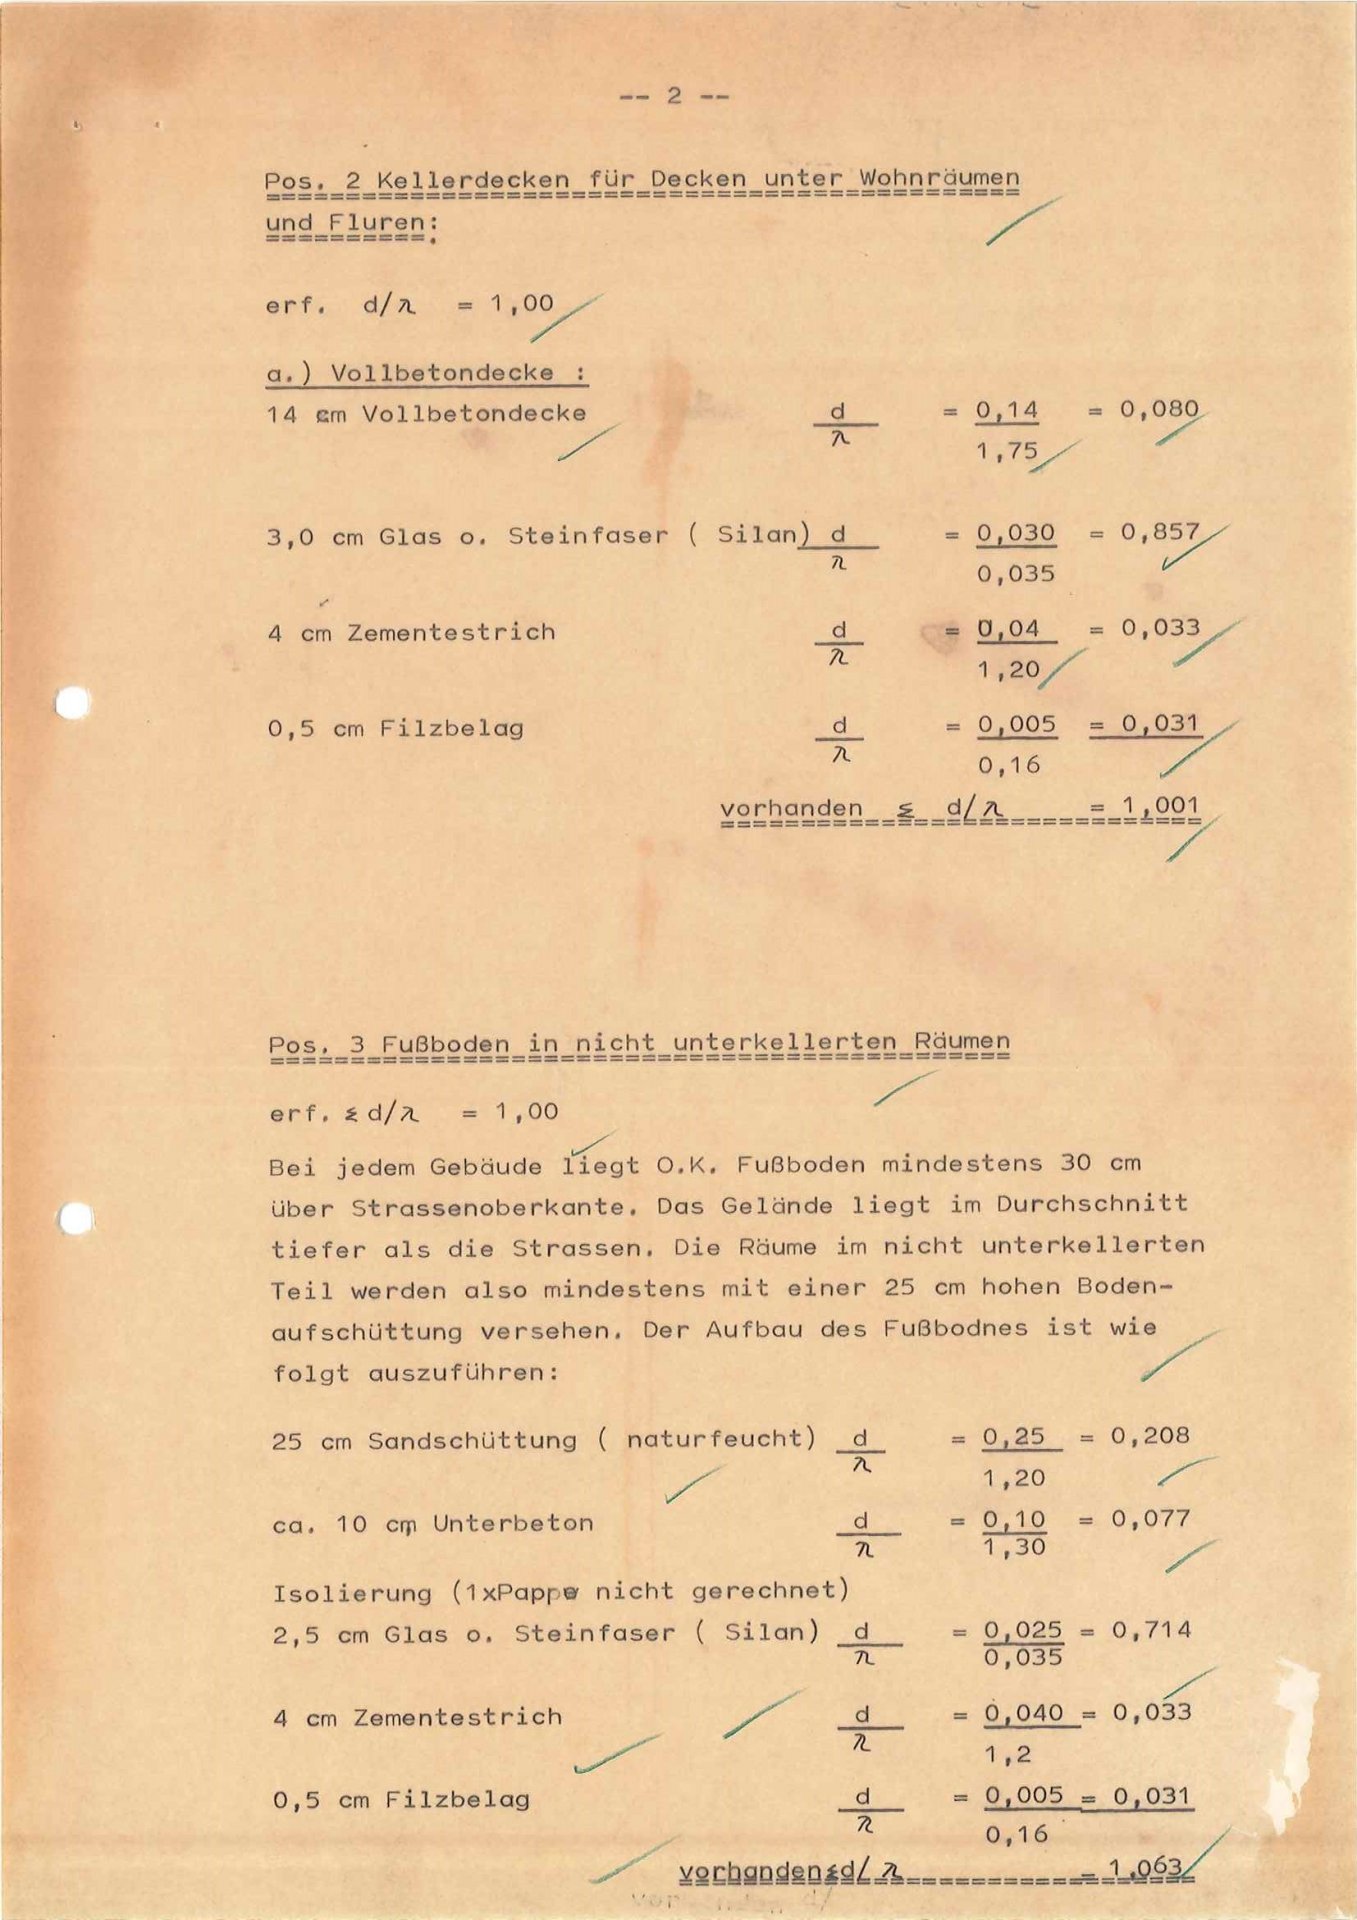 -- 2 --
Pos. 2 Kellerdecken für Decken unter Wohnräumen
und Fluren:
erf. d/λ = 1,00
a.) Vollbetondecke :
14 cm Vollbetondecke d/λ = 0,14/1,75 = 0,080
3,0 cm Glas o. Steinfaser ( Silan) d/λ = 0,030/0,035 = 0,857
4 cm Zementestrich d/λ = 0,04/1,20 = 0,033
0,5 cm Filzbelag d/λ = 0,005/0,16 = 0,031
vorhanden Σ d/λ = 1,001
Pos. 3 Fußboden in nicht unterkellerten Räumen
erf. Σ d/λ = 1,00
Bei jedem Gebäude liegt O.K. Fußboden mindestens 30 cm
über Strassenoberkante. Das Gelände liegt im Durchschnitt
tiefer als die Strassen. Die Räume im nicht unterkellerten
Teil werden also mindestens mit einer 25 cm hohen Boden-
aufschüttung versehen. Der Aufbau des Fußbodnes ist wie
folgt auszuführen:
25 cm Sandschüttung ( naturfeucht) d/λ = 0,25/1,20 = 0,208
ca. 10 cm Unterbeton d/λ = 0,10/1,30 = 0,077
Isolierung (1xPappe nicht gerechnet)
2,5 cm Glas o. Steinfaser ( Silan) d/λ = 0,025/0,035 = 0,714
4 cm Zementestrich d/λ = 0,040/1,2 = 0,033
0,5 cm Filzbelag d/λ = 0,005/0,16 = 0,031
vorhanden Σ d/λ = 1.063